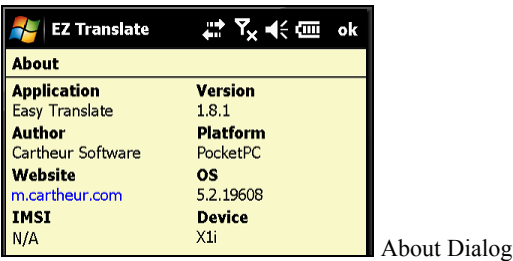 EZ Translate ok
About
Application Version
Easy Translate 1.8.1
Author Platform
Cartheur Software PocketPC
Website OS
m.cartheur.com 5.2.19608
IMSI Device
N/A X1i
About Dialog